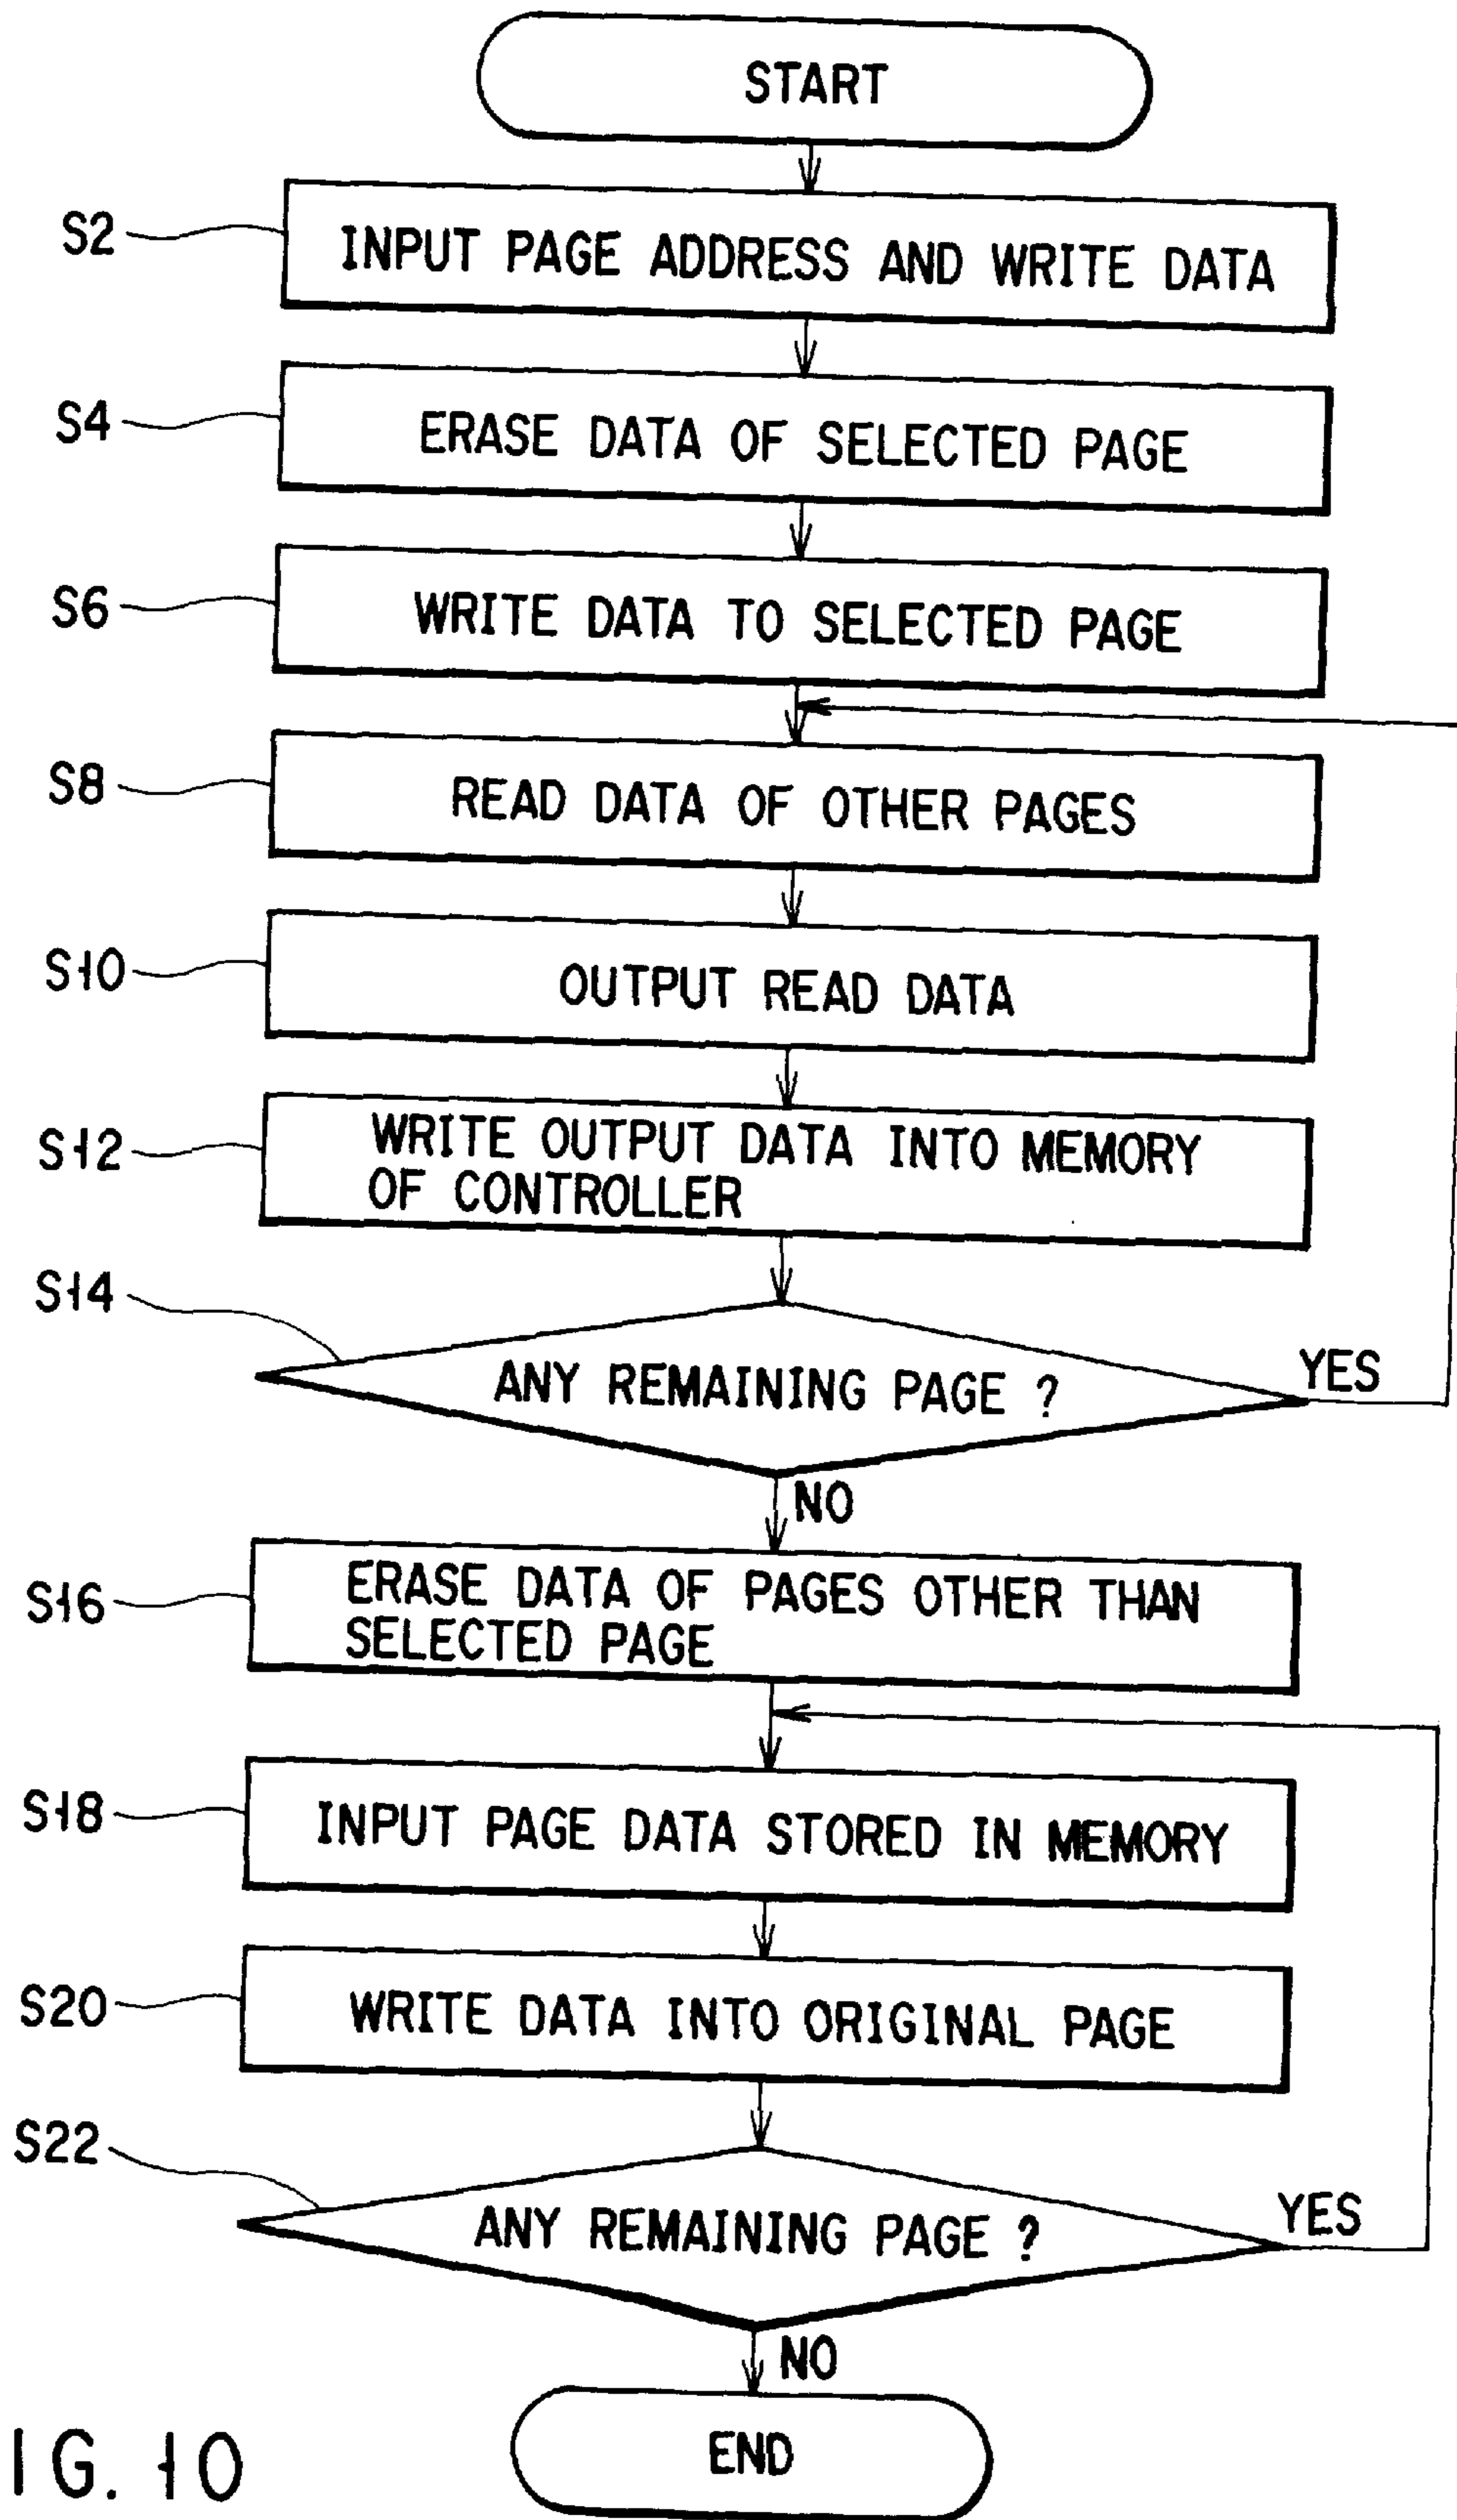 START
S2
INPUT PAGE ADDRESS AND WRITE DATA
S4
ERASE DATA OF SELECTED PAGE
S6
WRITE DATA TO SELECTED PAGE
S8
READ DATA OF OTHER PAGES
S10
OUTPUT READ DATA
S12
WRITE OUTPUT DATA INTO MEMORY
OF CONTROLLER
S14
ANY REMAINING PAGE ?
YES
NO
S16
ERASE DATA OF PAGES OTHER THAN
SELECTED PAGE
S18
INPUT PAGE DATA STORED IN MEMORY
S20
WRITE DATA INTO ORIGINAL PAGE
S22
ANY REMAINING PAGE ?
YES
NO
END
IG. 10